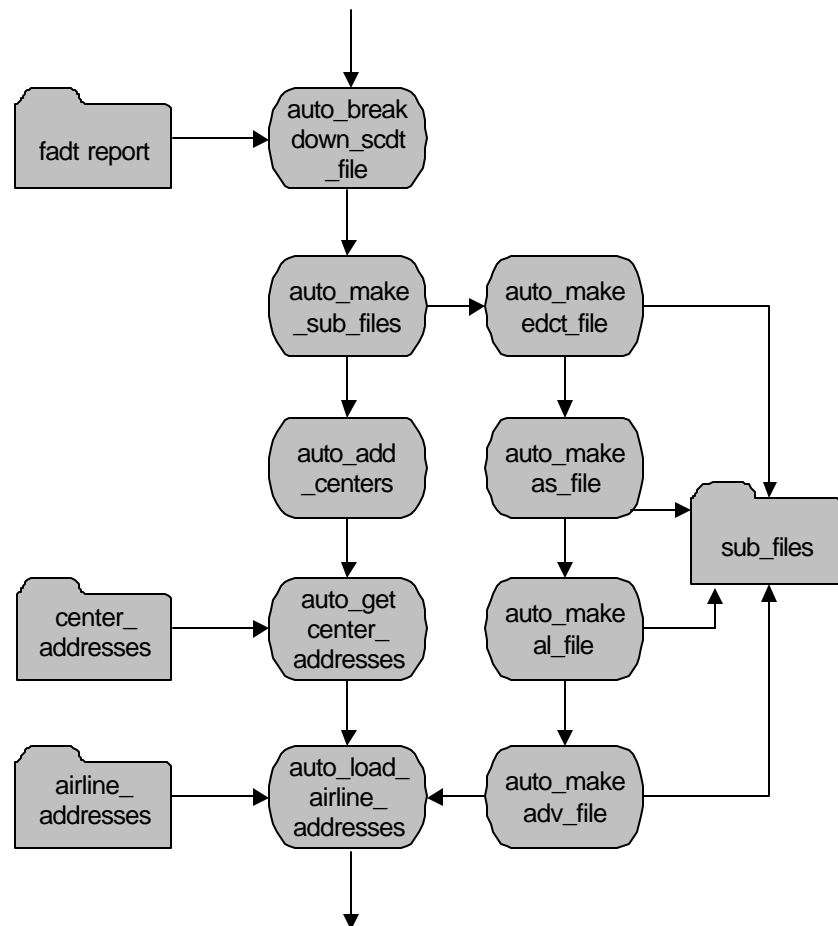 fadt report
auto_break
down_scdt
_file
auto_make
_sub_files
auto_make
edct_file
auto_add
_centers
auto_make
as_file
sub_files
center_
addresses
auto_get
center_
addresses
auto_make
al_file
airline_
addresses
auto_load_
airline_
addresses
auto_make
adv_file